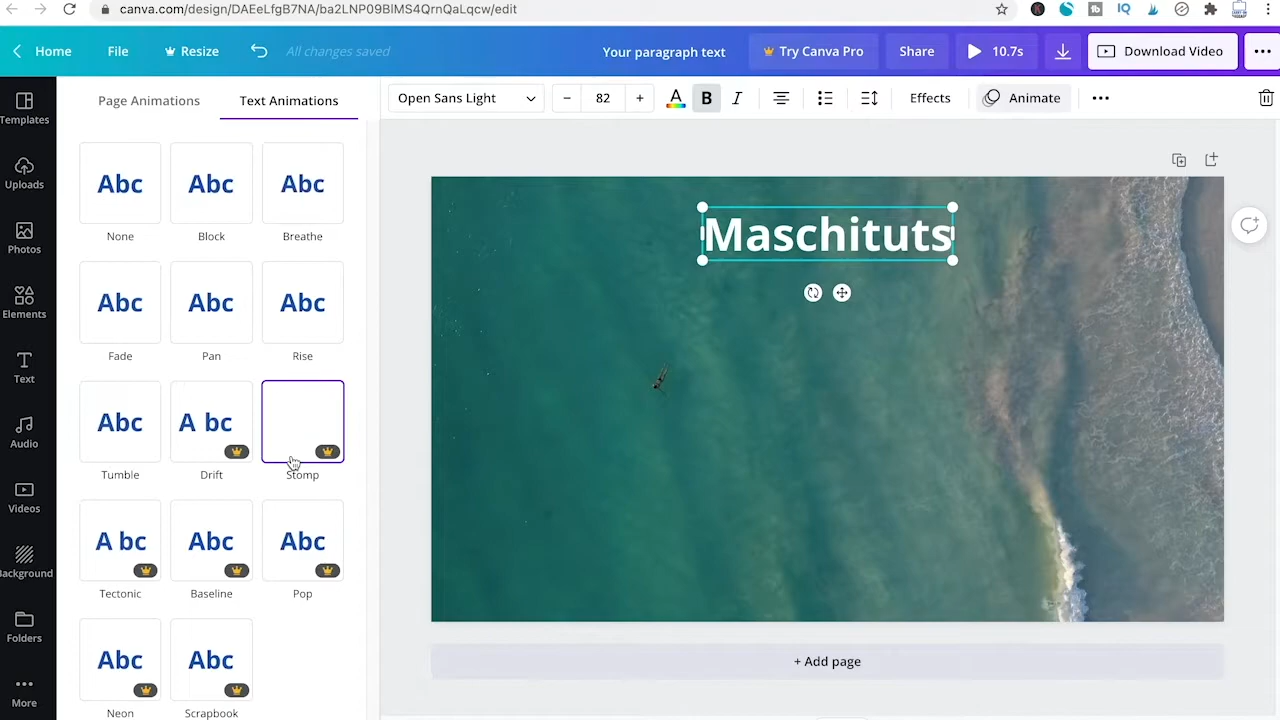 canva.com/design/DAEeLfgB7NA/ba2LNP09BlMS4QrnQaLqcw/edit
IQ
Home
File
Resize
All changes saved
Your paragraph text
Try Canva Pro
Share
10.7s
Download Video
Page Animations
Text Animations
Open Sans Light
82
A
B
I
Effects
Animate
Templates
Uploads
Photos
Elements
Text
Audio
Videos
Background
Folders
More
Abc
Abc
Abc
None
Block
Breathe
Abc
Abc
Abc
Fade
Pan
Rise
Abc
A bc
Tumble
Drift
Stomp
A bc
Abc
Abc
Tectonic
Baseline
Pop
Abc
Abc
Neon
Scrapbook
Maschituts
+ Add page